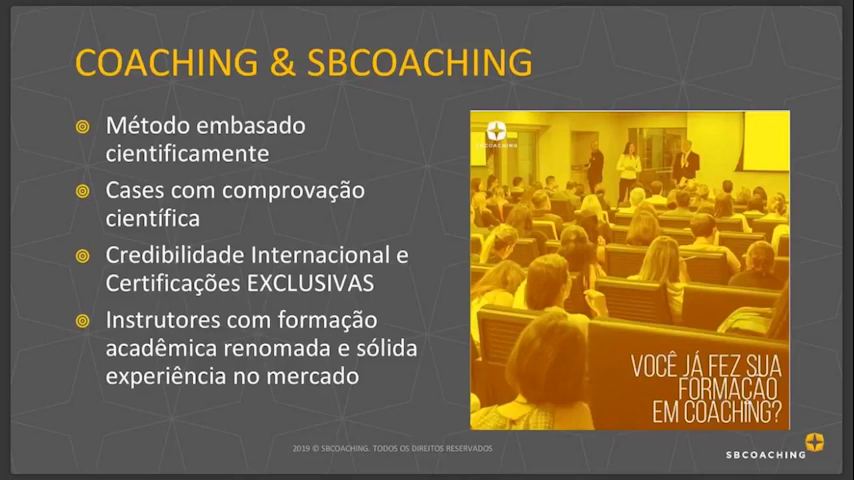 COACHING & SBCOACHING
Método embasado
cientificamente
Cases com comprovação
científica
Credibilidade Internacional e
Certificações EXCLUSIVAS
Instrutores com formação
acadêmica renomada e sólida
experiência no mercado
SBCOACHING
VOCÊ JÁ FEZ SUA
FORMAÇÃO
EM COACHING?
2019 © SBCOACHING. TODOS OS DIREITOS RESERVADOS
SBCOACHING